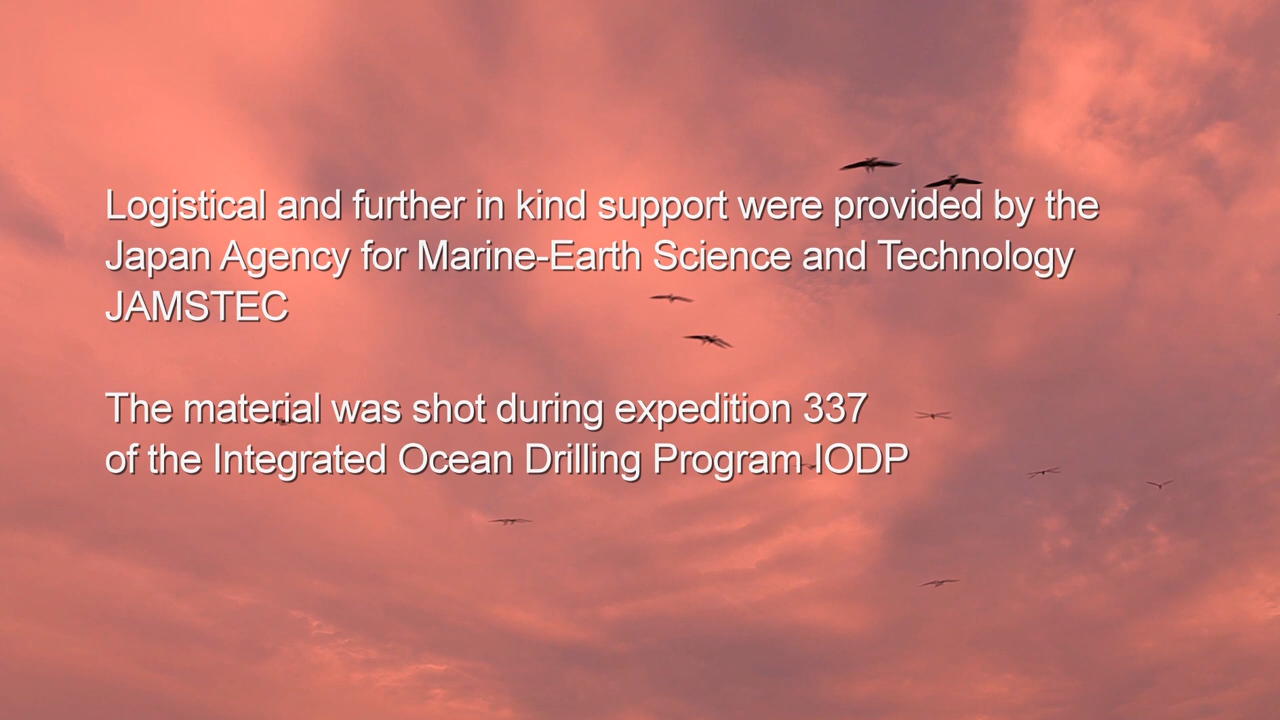 Logistical and further in kind support were provided by the
Japan Agency for Marine-Earth Science and Technology
JAMSTEC
The material was shot during expedition 337
of the Integrated Ocean Drilling Program IODP